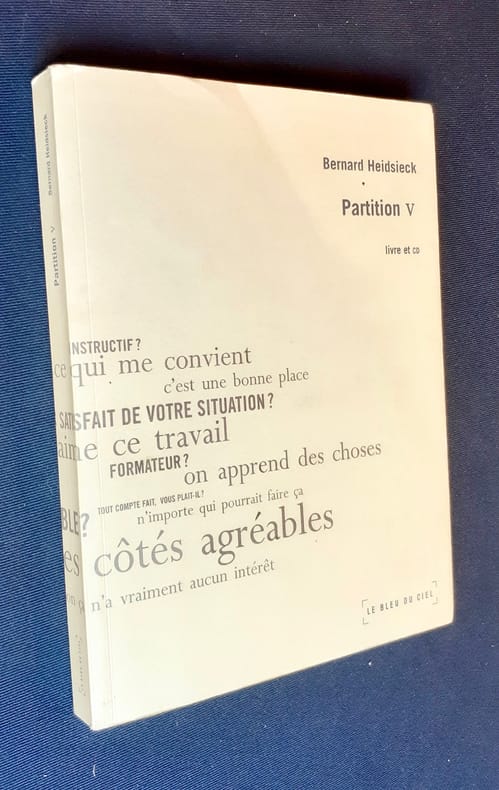 Bernard Heidsieck
Partition V
Bernard Heidsieck
•
Partition V
livre et cd
INSTRUCTIF ?
ce qui me convient
c'est une bonne place
SATISFAIT DE VOTRE SITUATION ?
aime ce travail
FORMATEUR ?
on apprend des choses
TOUT COMPTE FAIT, VOUS PLAIT-IL ?
n'importe qui pourrait faire ça
BLE ?
es côtés agréables
n'a vraiment aucun intérêt
LE BLEU DU CIEL